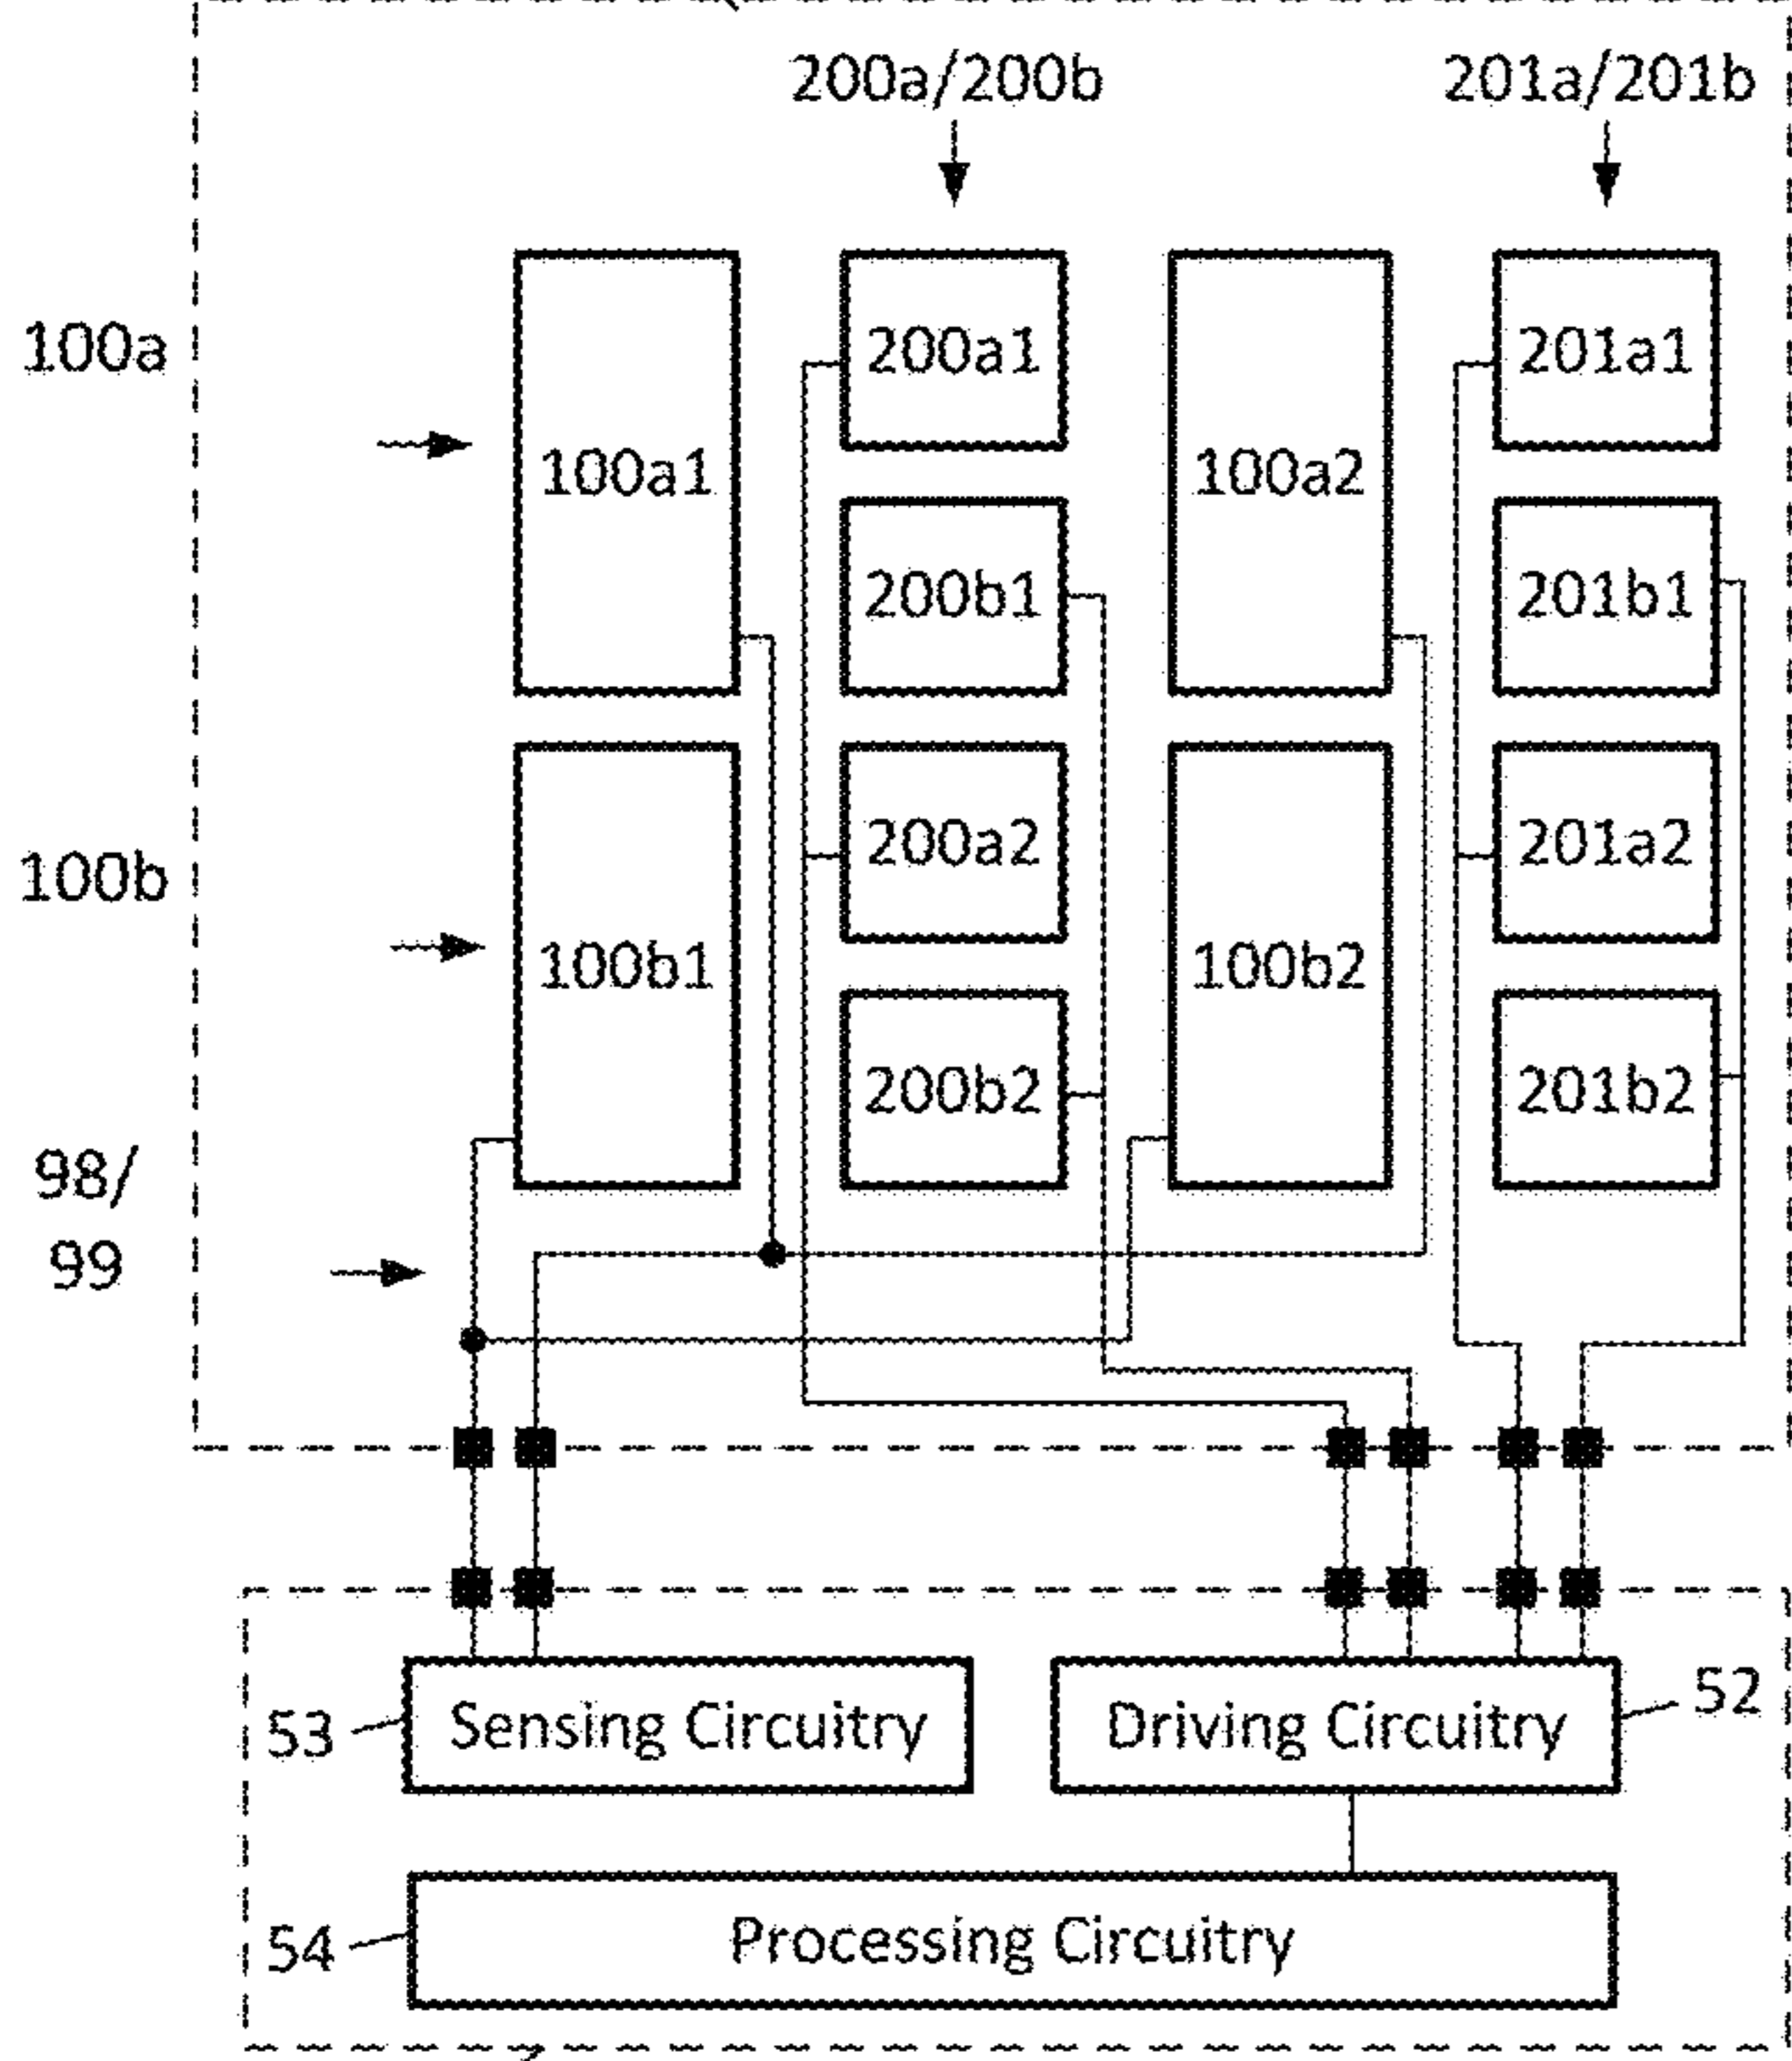 200a/200b 201a/201b
100a
200a1 201a1
100a1 100a2
200b1 201b1
100b
200a2 201a2
100b1 100b2
200b2 201b2
98/
99
53 Sensing Circuitry Driving Circuitry 52
54 Processing Circuitry